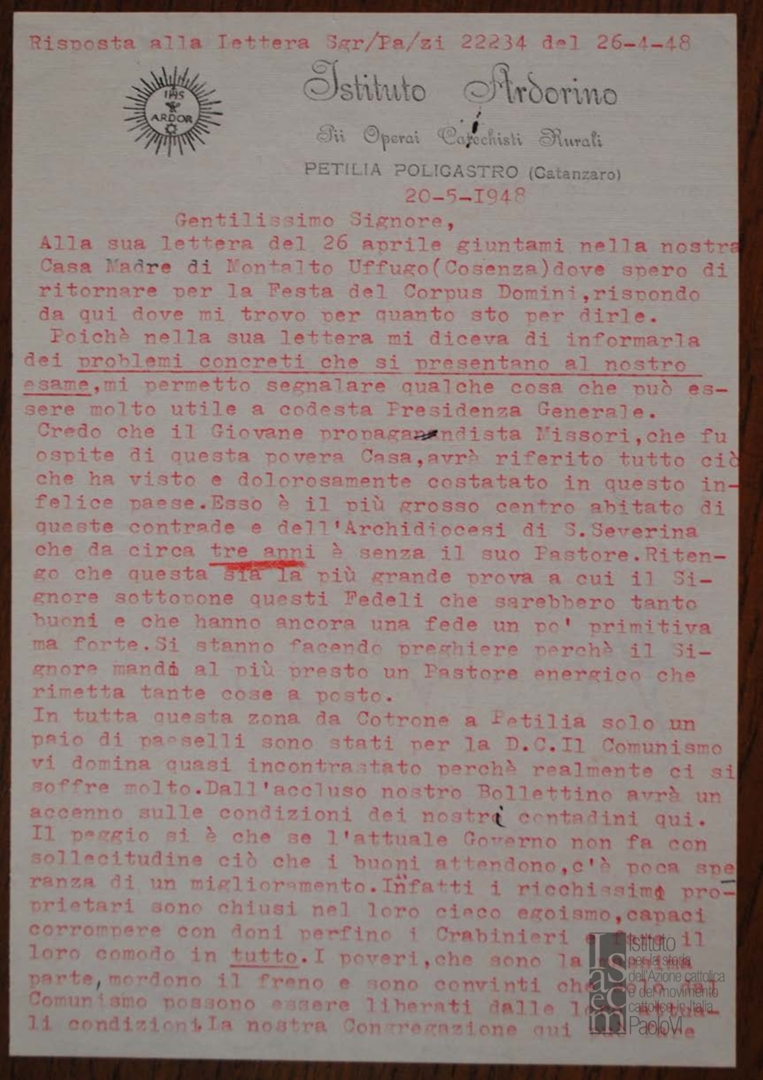 Risposta alla Lettera Sgr/Pa/zi 22234 del 26-4-48
IHS
ARDOR
Istituto Ardorino
Pii Operai Catechisti Rurali
PETILIA POLICASTRO (Catanzaro)
20-5-1948
Gentilissimo Signore,
Alla sua lettera del 26 aprile giuntami nella nostra
Casa Madre di Montalto Uffugo(Cosenza)dove spero di
ritornare per la Festa del Corpus Domini,rispondo
da qui dove mi trovo per quanto sto per dirle.
Poichè nella sua lettera mi diceva di informarla
dei problemi concreti che si presentano al nostro
esame,mi permetto segnalare qualche cosa che può es-
sere molto utile a codesta Presidenza Generale.
Credo che il Giovane propagandista Missori,che fu
ospite di questa povera Casa,avrà riferito tutto ciò
che ha visto e dolorosamente costatato in questo in-
felice paese.Esso è il più grosso centro abitato di
queste contrade e dell'Archidiocesi di S.Severina
che da circa tre anni è senza il suo Pastore.Riten-
go che questa sia la più grande prova a cui il Si-
gnore sottopone questi Fedeli che sarebbero tanto
buoni e che hanno ancora una fede un po' primitiva
ma forte.Si stanno facendo preghiere perchè il Si-
gnore mandi al più presto un Pastore energico che
rimetta tante cose a posto.
In tutta questa zona da Cotrone a Petilia solo un
paio di paeselli sono stati per la D.C.Il Comunismo
vi domina quasi incontrastato perchè realmente ci si
soffre molto.Dall'accluso nostro Bollettino avrà un
accenno sulle condizioni dei nostri contadini qui.
Il peggio si è che se l'attuale Governo non fa con
sollecitudine ciò che i buoni attendono,c'è poca spe
ranza di un miglioramento.Infatti i ricchissimi pro-
prietari sono chiusi nel loro cieco egoismo,capaci
corrompere con doni perfino i Crabinieri e il
loro comodo in tutto.I poveri,che sono la
parte,mordono il freno e sono convinti che dal
Comunismo possono essere liberati dalle
li condizioni.La nostra Congregazione qui
Istituto
per la storia
dell'Azione cattolica
e del movimento
cattolico in Italia
Paolo VI
Isacem